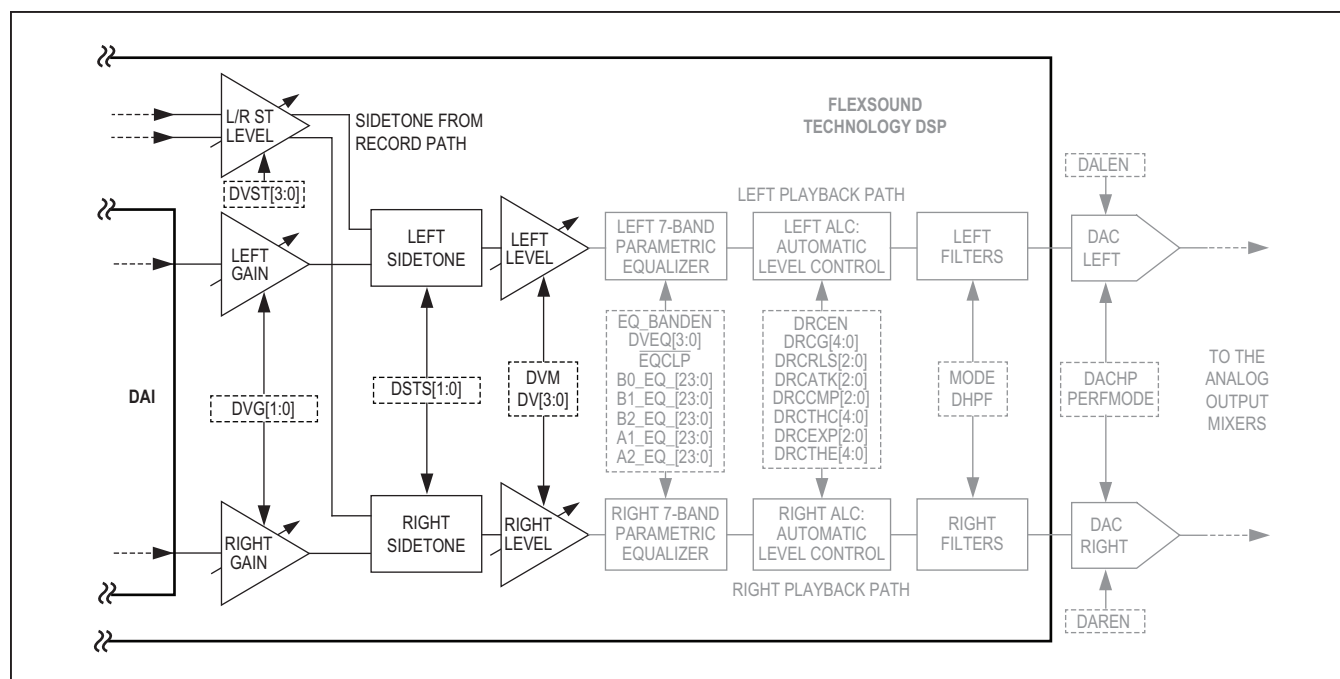 L/R ST
LEVEL
SIDETONE FROM
RECORD PATH
FLEXSOUND
TECHNOLOGY DSP
DVST[3:0]
DALEN
LEFT PLAYBACK PATH
LEFT
GAIN
LEFT
SIDETONE
LEFT
LEVEL
LEFT 7-BAND
PARAMETRIC
EQUALIZER
LEFT ALC:
AUTOMATIC
LEVEL CONTROL
LEFT
FILTERS
DAC
LEFT
DAI
DVG[1:0]
DSTS[1:0]
DVM
DV[3:0]
EQ_BANDEN
DVEQ[3:0]
EQCLP
B0_EQ_[23:0]
B1_EQ_[23:0]
B2_EQ_[23:0]
A1_EQ_[23:0]
A2_EQ_[23:0]
DRCEN
DRCG[4:0]
DRCRLS[2:0]
DRCATK[2:0]
DRCCMP[2:0]
DRCTHC[4:0]
DRCEXP[2:0]
DRCTHE[4:0]
MODE
DHPF
DACHP
PERFMODE
TO THE
ANALOG
OUTPUT
MIXERS
RIGHT
GAIN
RIGHT
SIDETONE
RIGHT
LEVEL
RIGHT 7-BAND
PARAMETRIC
EQUALIZER
RIGHT ALC:
AUTOMATIC
LEVEL CONTROL
RIGHT
FILTERS
DAC
RIGHT
RIGHT PLAYBACK PATH
DAREN